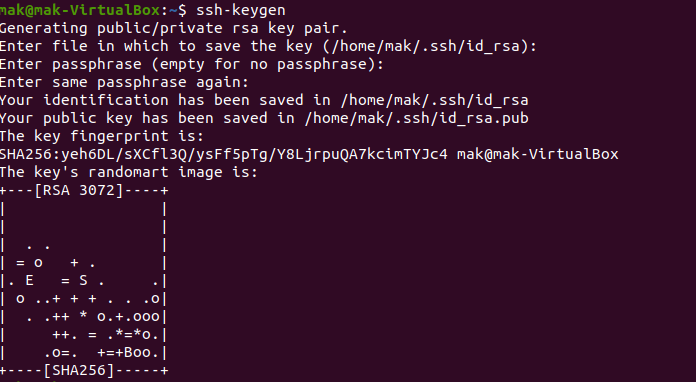 mak@mak-VirtualBox:~$ ssh-keygen
Generating public/private rsa key pair.
Enter file in which to save the key (/home/mak/.ssh/id_rsa):
Enter passphrase (empty for no passphrase):
Enter same passphrase again:
Your identification has been saved in /home/mak/.ssh/id_rsa
Your public key has been saved in /home/mak/.ssh/id_rsa.pub
The key fingerprint is:
SHA256:yeh6DL/sXCfl3Q/ysFf5pTg/Y8LjrpuQA7kcimTYJc4 mak@mak-VirtualBox
The key's randomart image is:
+---[RSA 3072]----+
|                 |
|                 |
|  . .            |
| = o   + .       |
|. E   = S .     .|
| o ..+ + + . . .o|
|  . .++ * o.+.ooo|
|     ++. = .*=*o.|
|    .o=.  +=+Boo.|
+----[SHA256]-----+